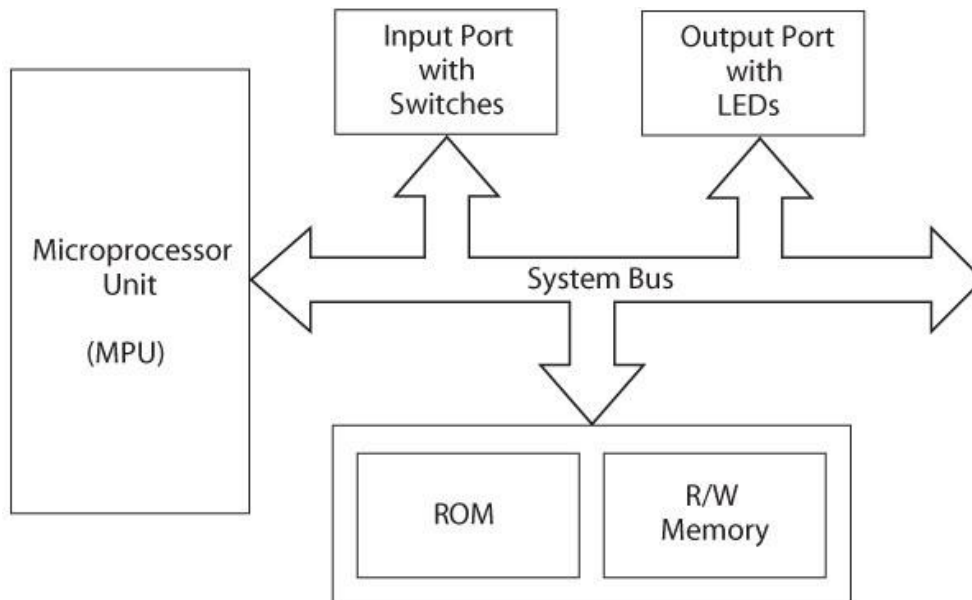 Input Port
with
Switches
Output Port
with
LEDs
Microprocessor
Unit
(MPU)
System Bus
ROM
R/W
Memory